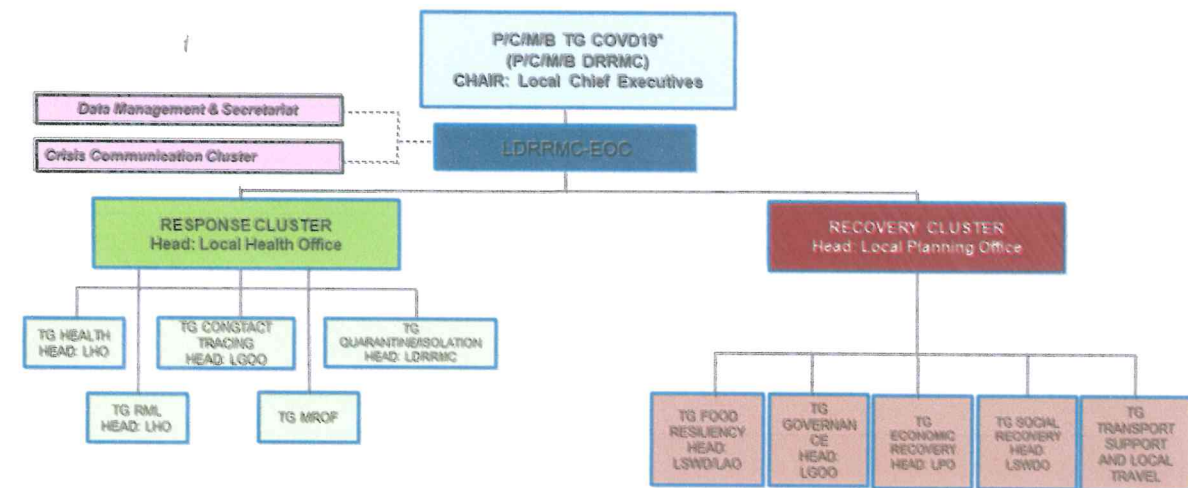 P/C/M/B TG COVD19*
(P/C/M/B DRRMC)
CHAIR: Local Chief Executives
Data Management & Secretariat
Crisis Communication Cluster
LDRRMC-EOC
RESPONSE CLUSTER
Head: Local Health Office
RECOVERY CLUSTER
Head: Local Planning Office
TG HEALTH
HEAD: LHO
TG CONGTACT
TRACING
HEAD: LGOO
TG
QUARANTINE/ISOLATION
HEAD: LDRRMC
TG RML
HEAD: LHO
TG MROF
TG FOOD
RESILIENCY
HEAD:
LSWD/LAO
TG
GOVERNAN
CE
HEAD:
LGOO
TG
ECONOMIC
RECOVERY
HEAD: LPO
TG SOCIAL
RECOVERY
HEAD:
LSWDO
TG
TRANSPORT
SUPPORT
AND LOCAL
TRAVEL